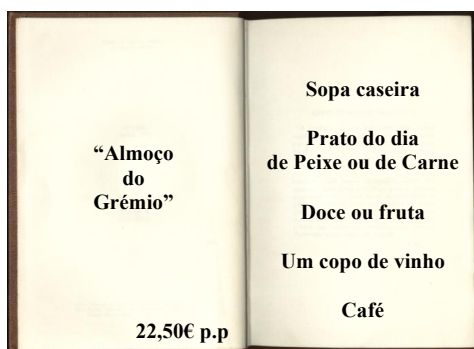 “Almoço
do
Grémio”
22,50€ p.p
Sopa caseira
Prato do dia
de Peixe ou de Carne
Doce ou fruta
Um copo de vinho
Café